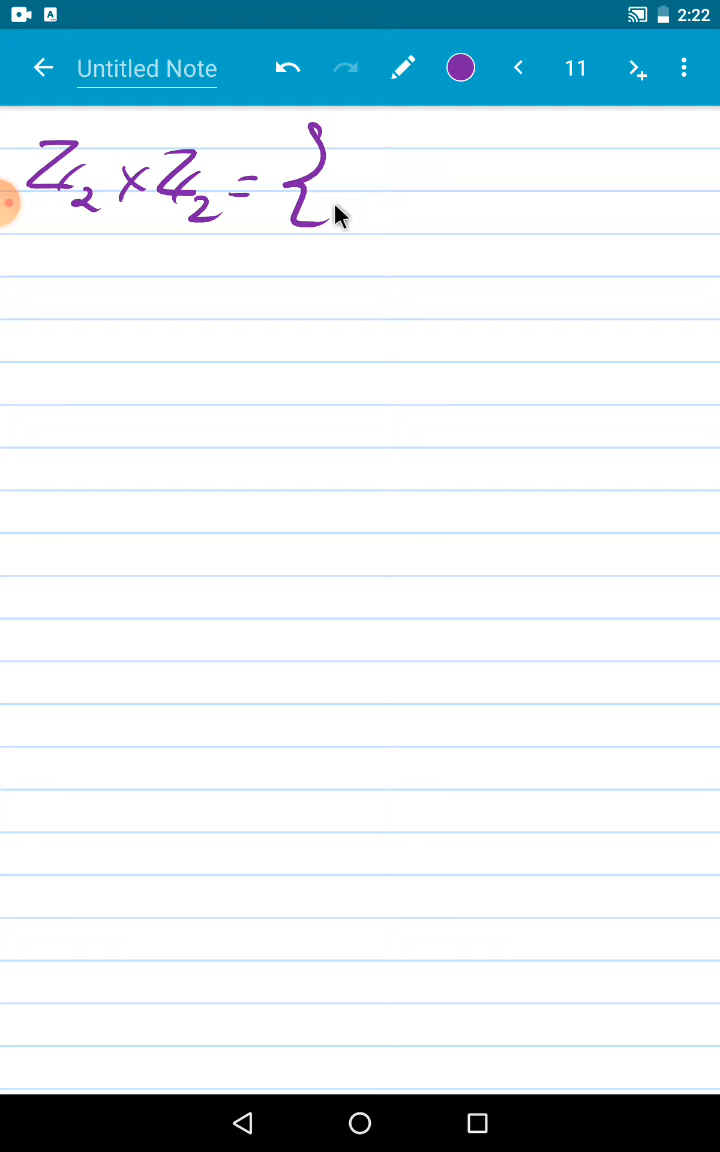 2:22
Untitled Note 11
ℤ₂ × ℤ₂ = {